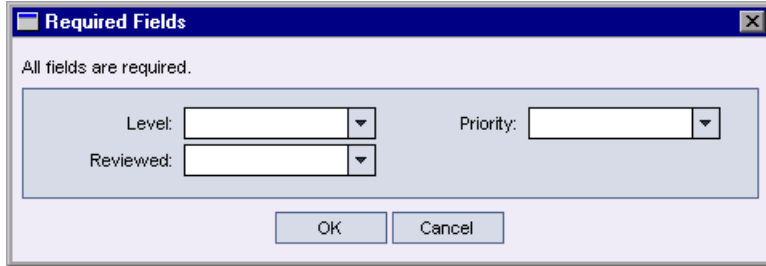 Required Fields
All fields are required.
Level: Priority:
Reviewed:
OK Cancel